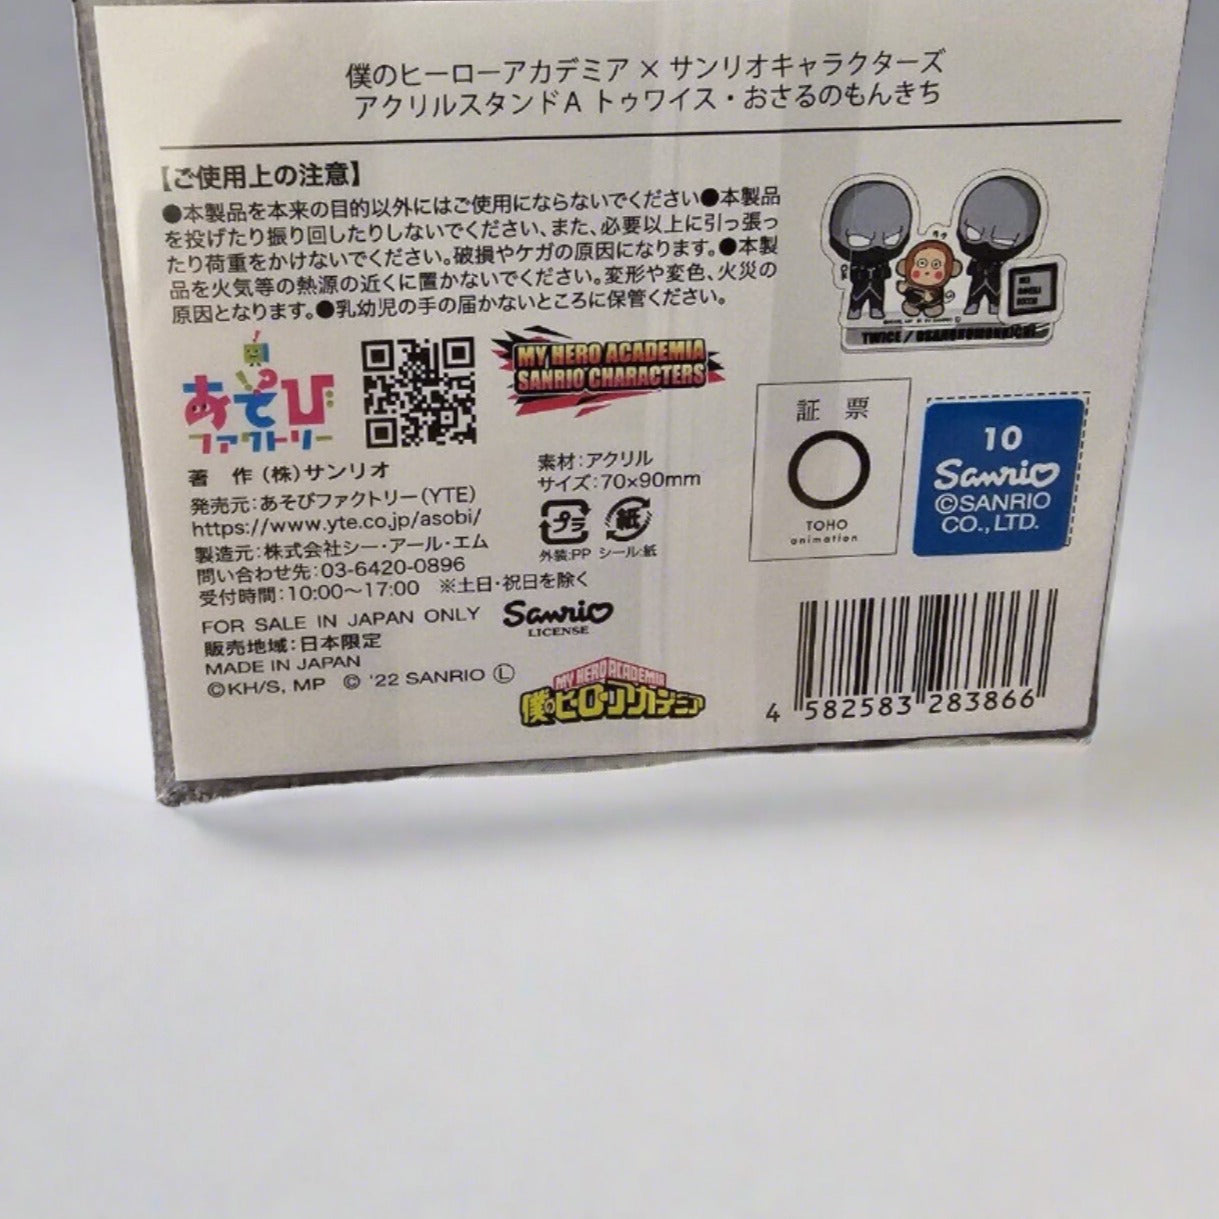 僕のヒーローアカデミア × サンリオキャラクターズ
アクリルスタンドA トゥワイス・おさるのもんきち
【ご使用上の注意】
●本製品を本来の目的以外にはご使用にならないでください●本製品
を投げたり振り回したりしないでください、また、必要以上に引っ張っ
たり荷重をかけないでください。破損やケガの原因になります。●本製
品を火気等の熱源の近くに置かないでください。変形や変色、火災の
原因となります。●乳幼児の手の届かないところに保管ください。
TWICE / OSARUNOMONKICHI
あそび
ファクトリー
MY HERO ACADEMIA
SANRIO CHARACTERS
著 作 (株)サンリオ
発売元:あそびファクトリー(YTE)
https://www.yte.co.jp/asobi/
製造元:株式会社シー・アール・エム
問い合わせ先:03-6420-0896
受付時間:10:00〜17:00 ※土日・祝日を除く
FOR SALE IN JAPAN ONLY
販売地域:日本限定
MADE IN JAPAN
©KH/S, MP © '22 SANRIO Ⓛ
素材:アクリル
サイズ:70×90mm
プラ
紙
外装:PP シール:紙
Sanrio
LICENSE
MY HERO ACADEMIA
僕のヒーローアカデミア
証 票
TOHO
animation
10
Sanrio
©SANRIO
CO., LTD.
4 582583 283866